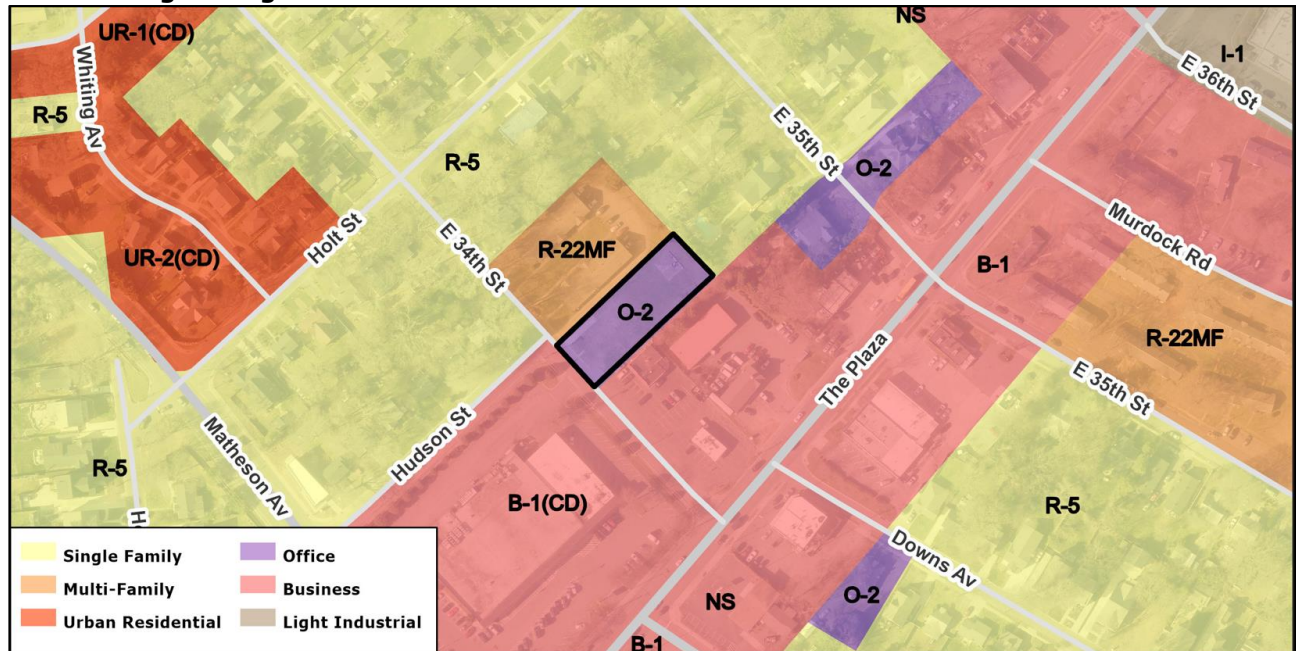 NS
UR-1(CD)
I-1
E 36th St
Whiting Av
R-5
E 35th St
R-5
O-2
Murdock Rd
Holt St
E 34th St
R-22MF
UR-2(CD)
B-1
O-2
R-22MF
The Plaza
E 35th St
Hudson St
Matheson Av
R-5
B-1(CD)
R-5
Downs Av
O-2
NS
B-1
Single Family
Office
Multi-Family
Business
Urban Residential
Light Industrial